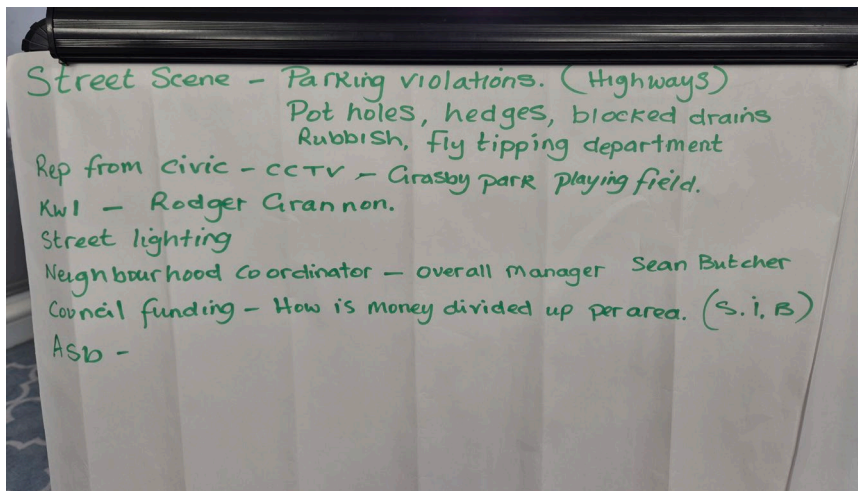 Street Scene - Parking violations. (Highways)
Pot holes, hedges, blocked drains
Rubbish, fly tipping department
Rep from civic - CCTV - Grasby park playing field.
KWL - Rodger Grannon.
Street lighting
Neighbourhood Coordinator - overall manager Sean Butcher
Council funding - How is money divided up per area. (S.i.B)
Asb -